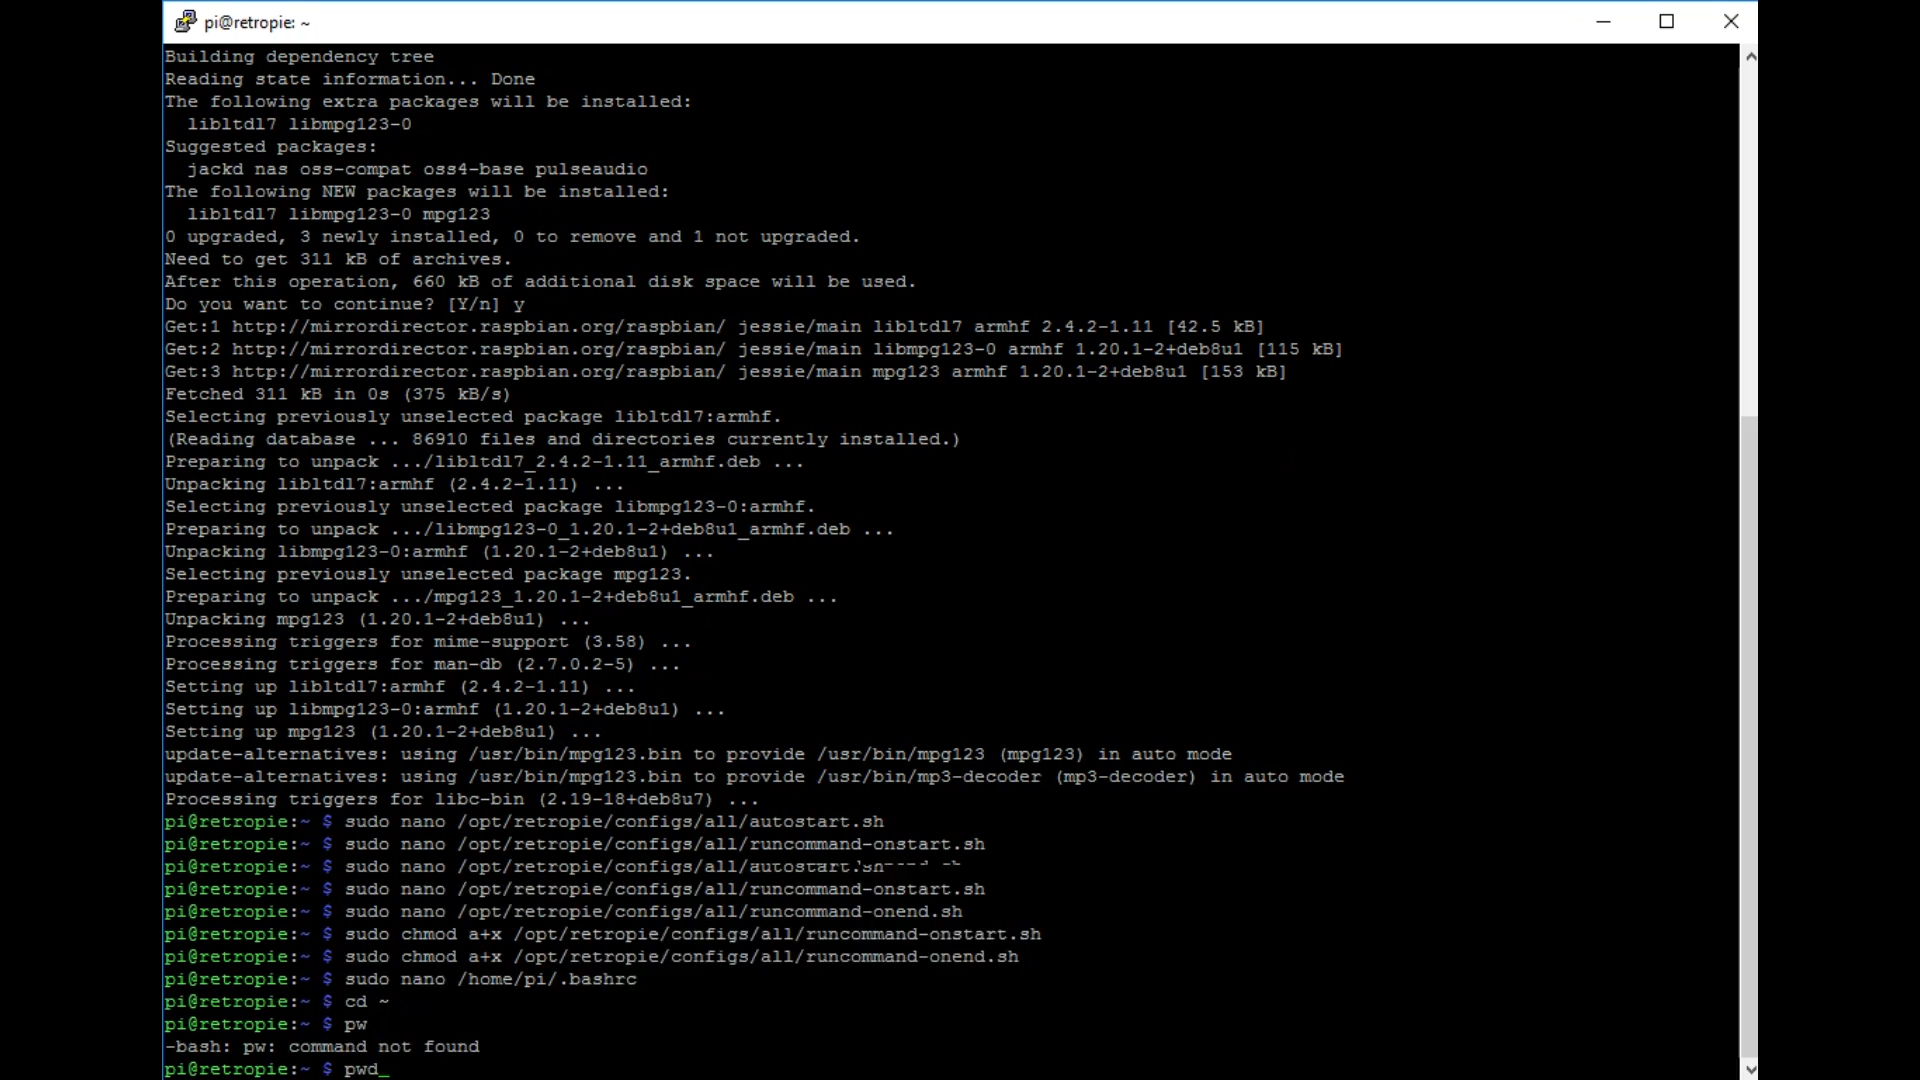 pi@retropie: ~
Building dependency tree
Reading state information... Done
The following extra packages will be installed:
  libltdl7 libmpg123-0
Suggested packages:
  jackd nas oss-compat oss4-base pulseaudio
The following NEW packages will be installed:
  libltdl7 libmpg123-0 mpg123
0 upgraded, 3 newly installed, 0 to remove and 1 not upgraded.
Need to get 311 kB of archives.
After this operation, 660 kB of additional disk space will be used.
Do you want to continue? [Y/n] y
Get:1 http://mirrordirector.raspbian.org/raspbian/ jessie/main libltdl7 armhf 2.4.2-1.11 [42.5 kB]
Get:2 http://mirrordirector.raspbian.org/raspbian/ jessie/main libmpg123-0 armhf 1.20.1-2+deb8u1 [115 kB]
Get:3 http://mirrordirector.raspbian.org/raspbian/ jessie/main mpg123 armhf 1.20.1-2+deb8u1 [153 kB]
Fetched 311 kB in 0s (375 kB/s)
Selecting previously unselected package libltdl7:armhf.
(Reading database ... 86910 files and directories currently installed.)
Preparing to unpack .../libltdl7_2.4.2-1.11_armhf.deb ...
Unpacking libltdl7:armhf (2.4.2-1.11) ...
Selecting previously unselected package libmpg123-0:armhf.
Preparing to unpack .../libmpg123-0_1.20.1-2+deb8u1_armhf.deb ...
Unpacking libmpg123-0:armhf (1.20.1-2+deb8u1) ...
Selecting previously unselected package mpg123.
Preparing to unpack .../mpg123_1.20.1-2+deb8u1_armhf.deb ...
Unpacking mpg123 (1.20.1-2+deb8u1) ...
Processing triggers for mime-support (3.58) ...
Processing triggers for man-db (2.7.0.2-5) ...
Setting up libltdl7:armhf (2.4.2-1.11) ...
Setting up libmpg123-0:armhf (1.20.1-2+deb8u1) ...
Setting up mpg123 (1.20.1-2+deb8u1) ...
update-alternatives: using /usr/bin/mpg123.bin to provide /usr/bin/mpg123 (mpg123) in auto mode
update-alternatives: using /usr/bin/mpg123.bin to provide /usr/bin/mp3-decoder (mp3-decoder) in auto mode
Processing triggers for libc-bin (2.19-18+deb8u7) ...
pi@retropie:~ $ sudo nano /opt/retropie/configs/all/autostart.sh
pi@retropie:~ $ sudo nano /opt/retropie/configs/all/runcommand-onstart.sh
pi@retropie:~ $ sudo nano /opt/retropie/configs/all/autostart.sh
pi@retropie:~ $ sudo nano /opt/retropie/configs/all/runcommand-onstart.sh
pi@retropie:~ $ sudo nano /opt/retropie/configs/all/runcommand-onend.sh
pi@retropie:~ $ sudo chmod a+x /opt/retropie/configs/all/runcommand-onstart.sh
pi@retropie:~ $ sudo chmod a+x /opt/retropie/configs/all/runcommand-onend.sh
pi@retropie:~ $ sudo nano /home/pi/.bashrc
pi@retropie:~ $ cd ~
pi@retropie:~ $ pw
-bash: pw: command not found
pi@retropie:~ $ pwd_